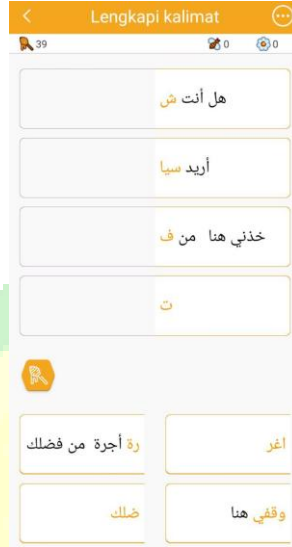 Lengkapi kalimat
39 0 0
هل أنت ش
أريد سيا
خذني هنا من ف
ت
رة أجرة من فضلك
اغر
ضلك
وقفي هنا